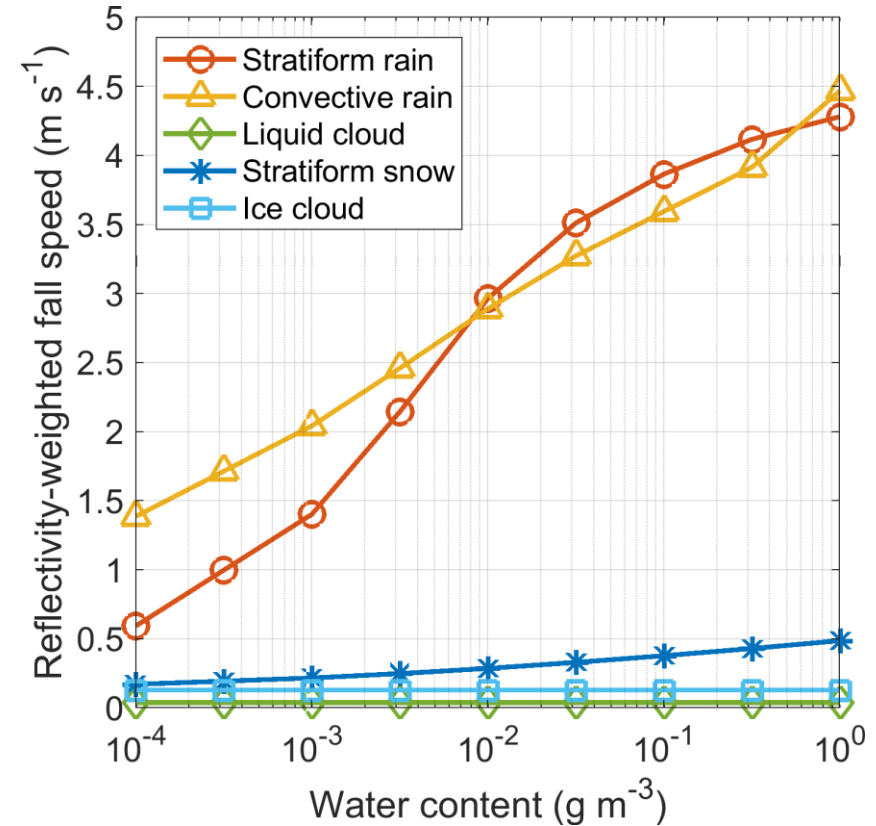 Reflectivity-weighted fall speed (m s⁻¹)
5
4.5
4
3.5
3
2.5
2
1.5
1
0.5
0
Stratiform rain
Convective rain
Liquid cloud
Stratiform snow
Ice cloud
10⁻⁴ 10⁻³ 10⁻² 10⁻¹ 10⁰
Water content (g m⁻³)